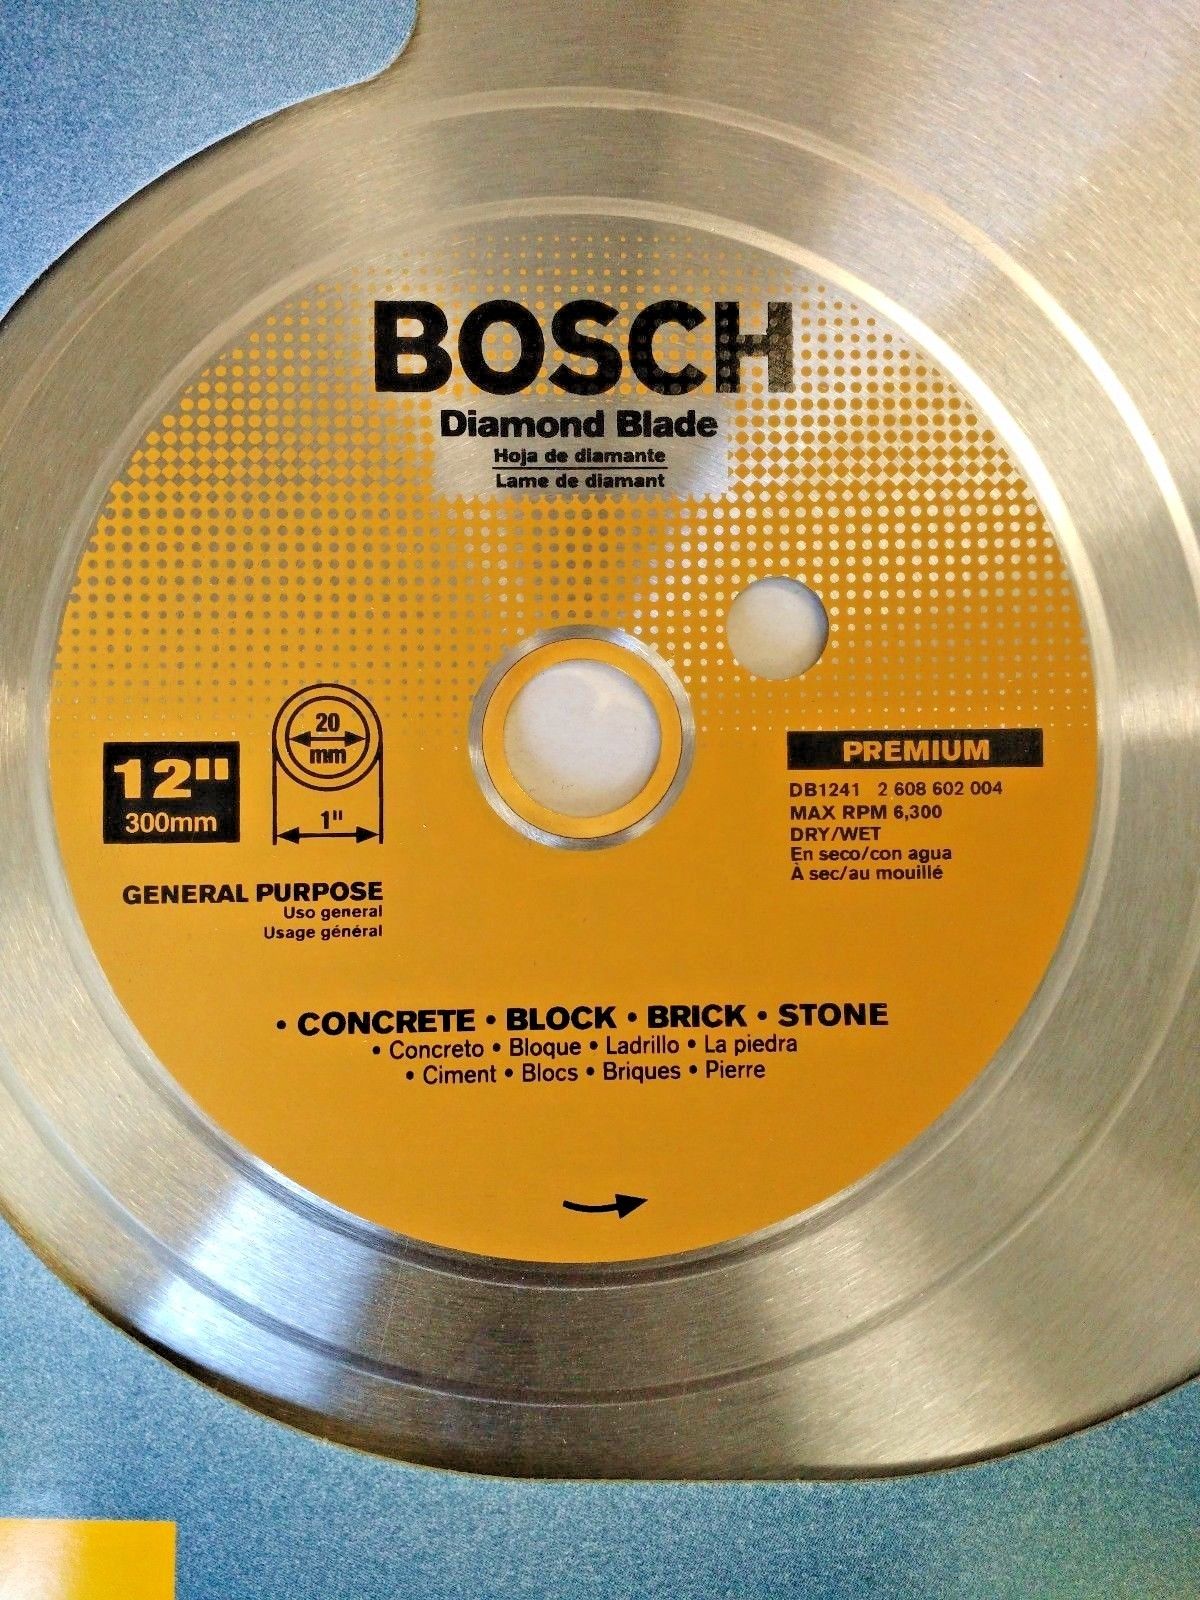 BOSCH
Diamond Blade
Hoja de diamante
Lame de diamant
20
mm
1"
12"
300mm
GENERAL PURPOSE
Uso general
Usage général
PREMIUM
DB1241 2 608 602 004
MAX RPM 6,300
DRY/WET
En seco/con agua
À sec/au mouillé
• CONCRETE • BLOCK • BRICK • STONE
• Concreto • Bloque • Ladrillo • La piedra
• Ciment • Blocs • Briques • Pierre